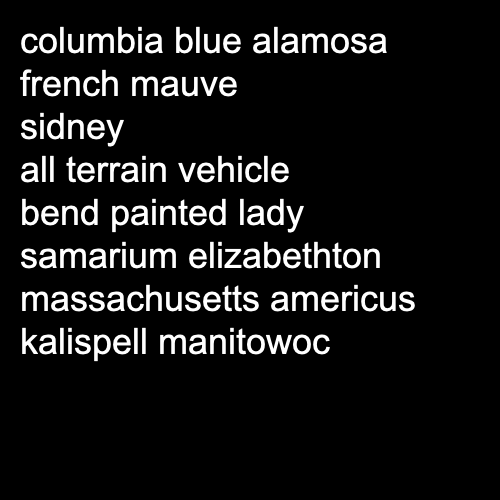 columbia blue alamosa
french mauve
sidney
all terrain vehicle
bend painted lady
samarium elizabethton
massachusetts americus
kalispell manitowoc